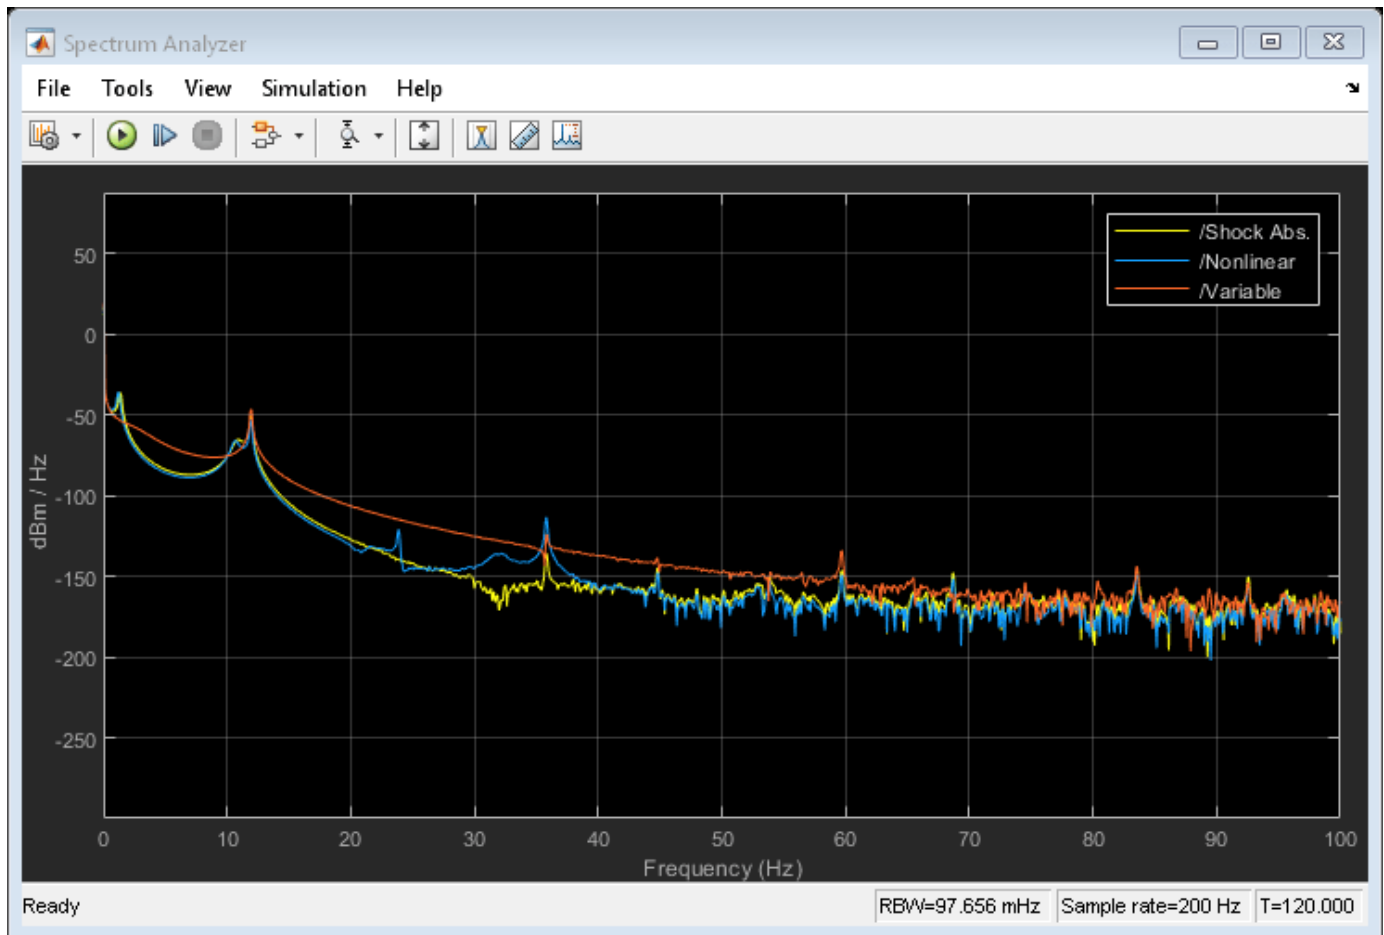 Spectrum Analyzer
File Tools View Simulation Help
/Shock Abs.
/Nonlinear
/Variable
50
0
-50
-100
-150
-200
-250
dBm / Hz
0 10 20 30 40 50 60 70 80 90 100
Frequency (Hz)
Ready RBW=97.656 mHz Sample rate=200 Hz T=120.000